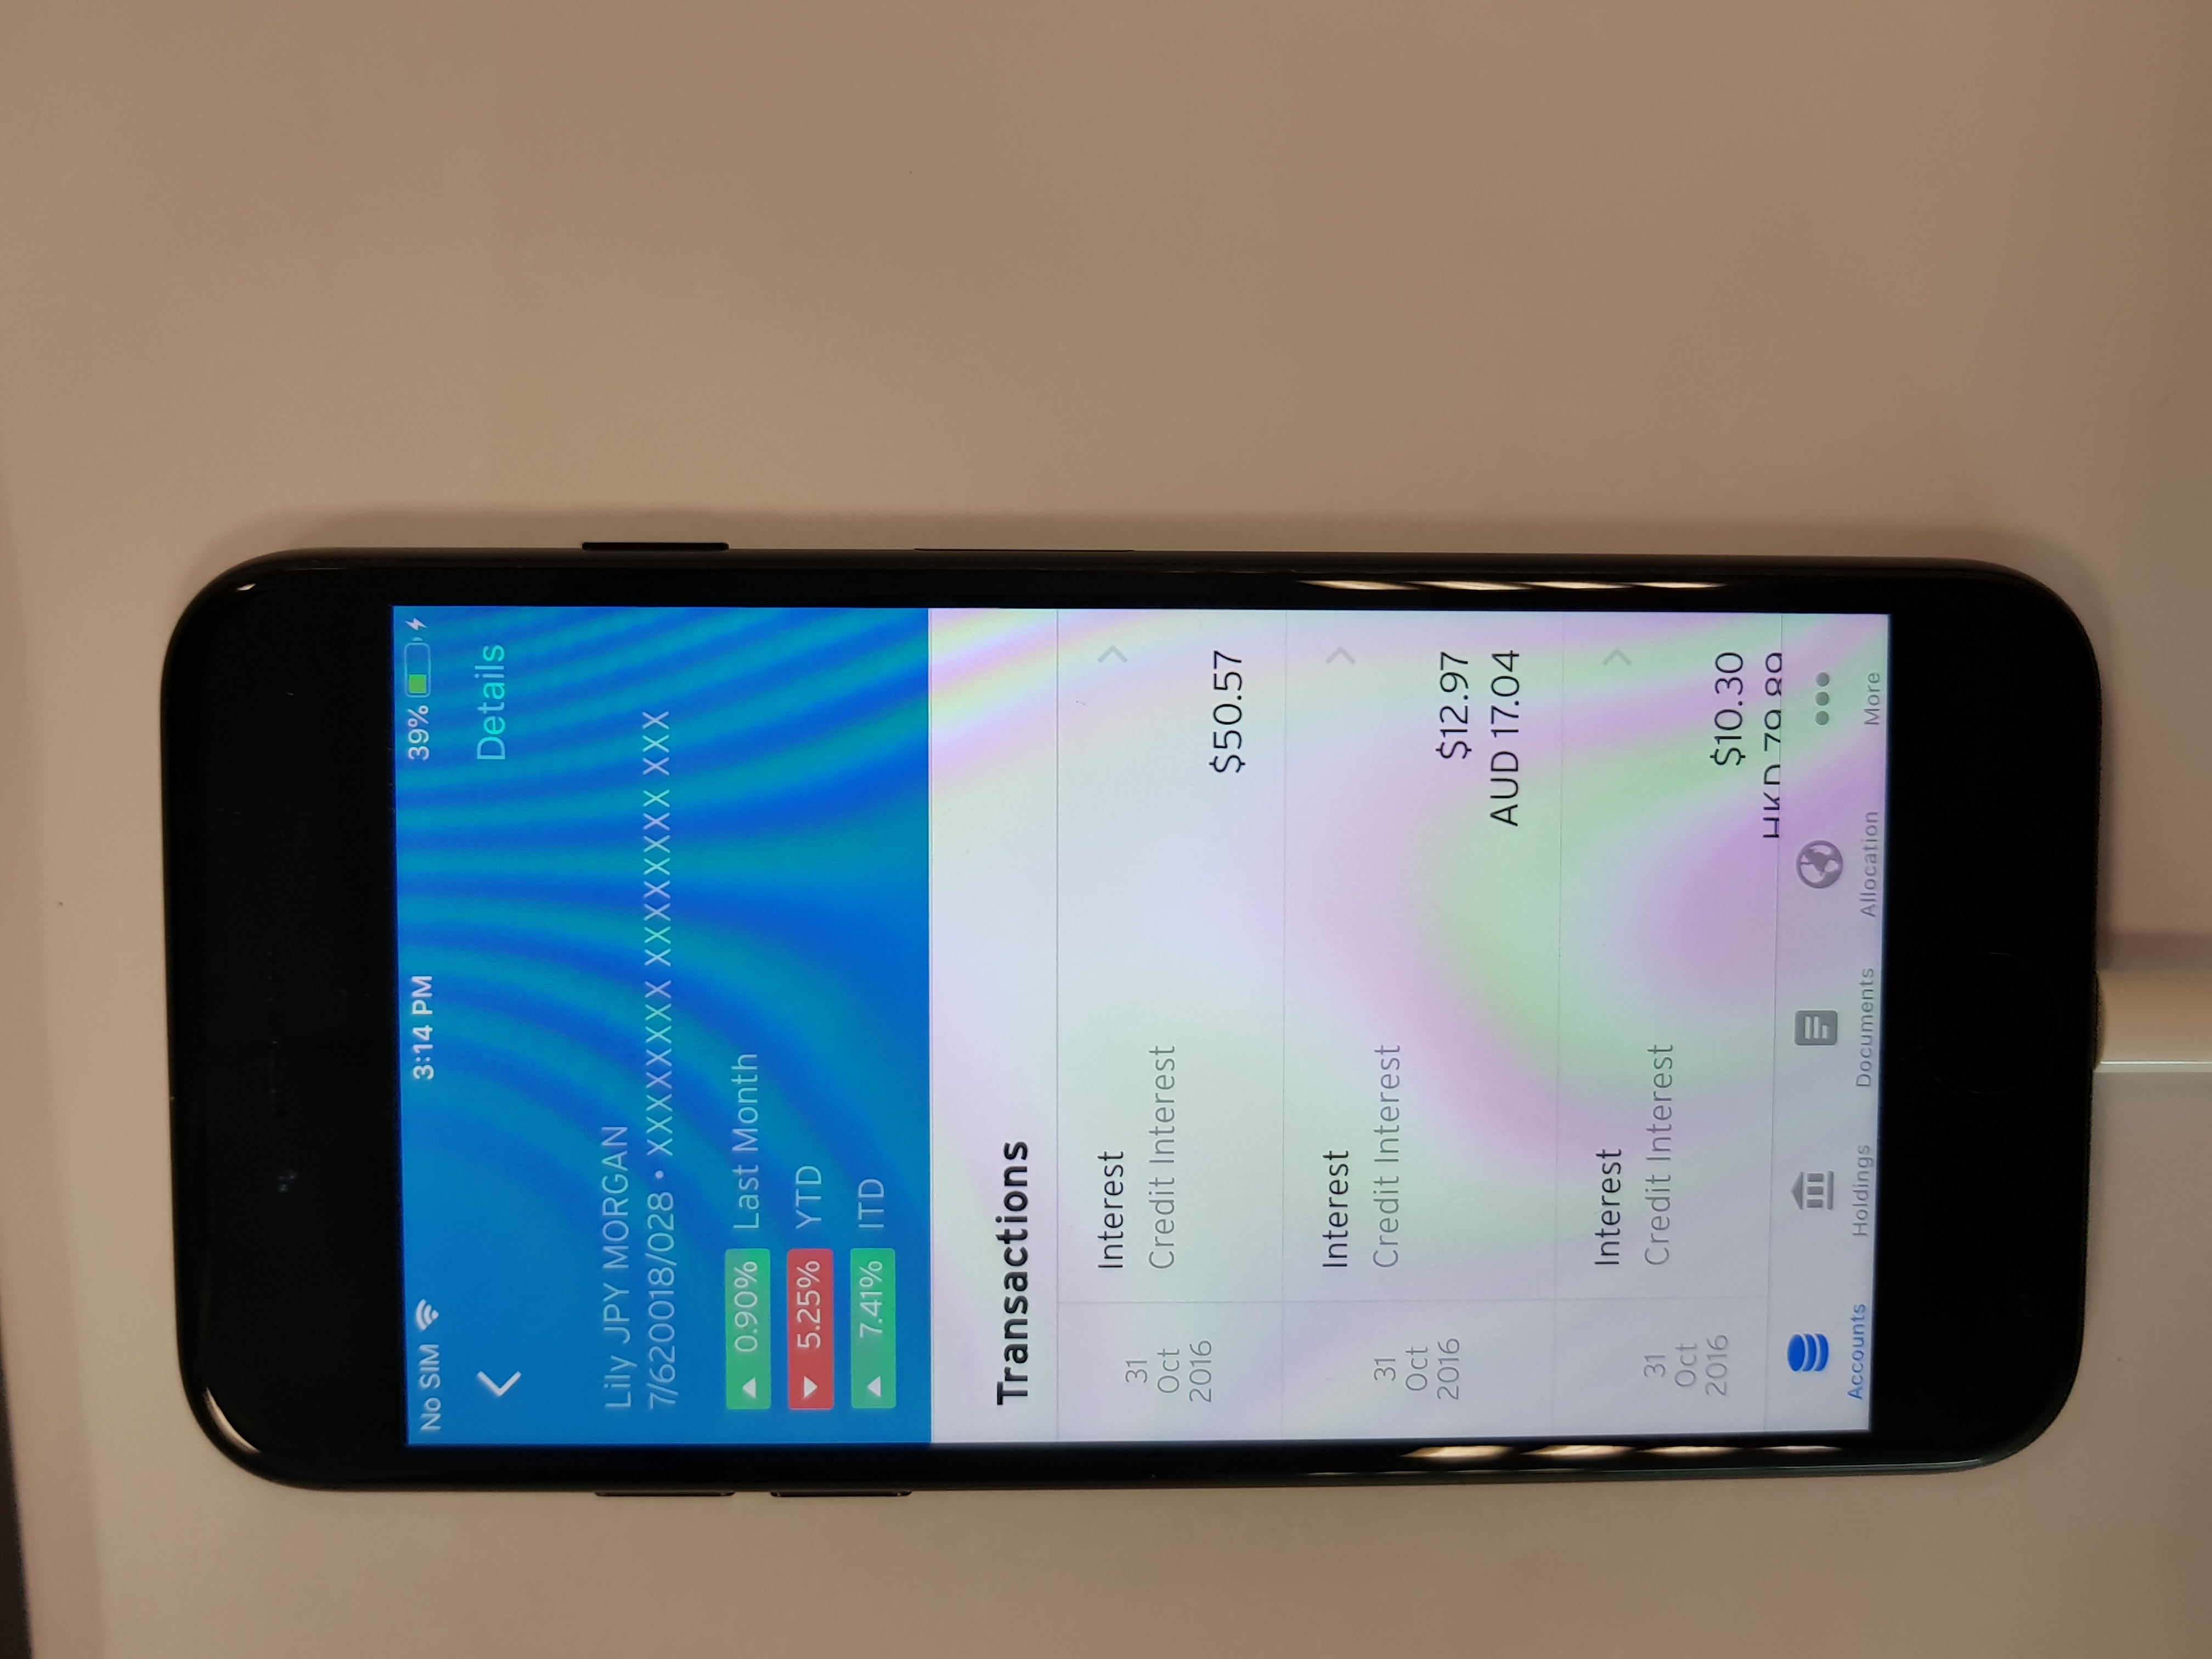 No SIM 3:14 PM 39%
Details
Lily JPY MORGAN
7/620018/028 • XXXXXXXX XXXXXXXX XXX
▲ 0.90% Last Month
▼ 5.25% YTD
▲ 7.41% ITD
Transactions
31
Oct
2016
Interest
Credit Interest
$50.57
31
Oct
2016
Interest
Credit Interest
$12.97
AUD 17.04
31
Oct
2016
Interest
Credit Interest
$10.30
HKD 79.89
Accounts Holdings Documents Allocation More